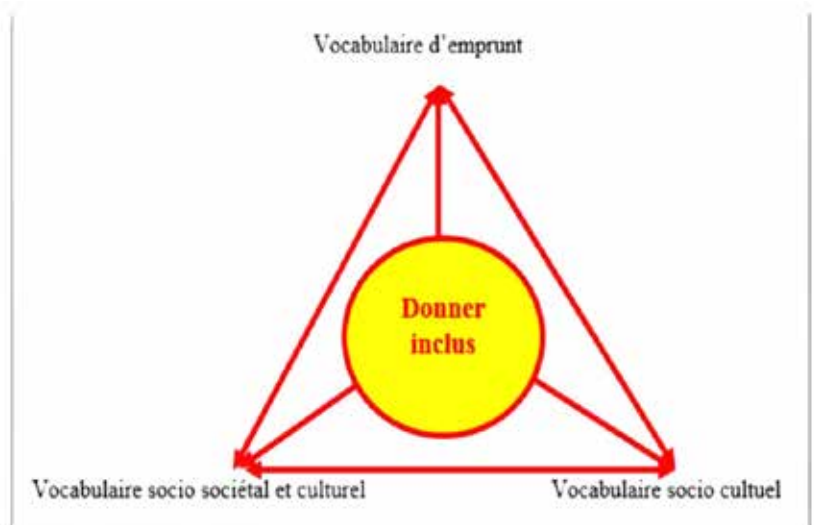 Vocabulaire d'emprunt
Donner
inclus
Vocabulaire socio sociétal et culturel
Vocabulaire socio cultuel